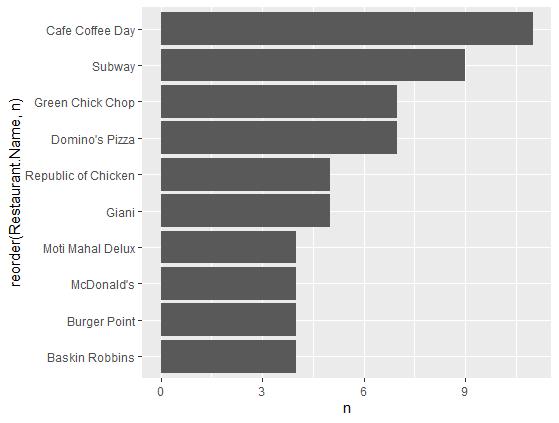 reorder(Restaurant.Name, n)
Cafe Coffee Day
Subway
Green Chick Chop
Domino's Pizza
Republic of Chicken
Giani
Moti Mahal Delux
McDonald's
Burger Point
Baskin Robbins
0 3 6 9
n